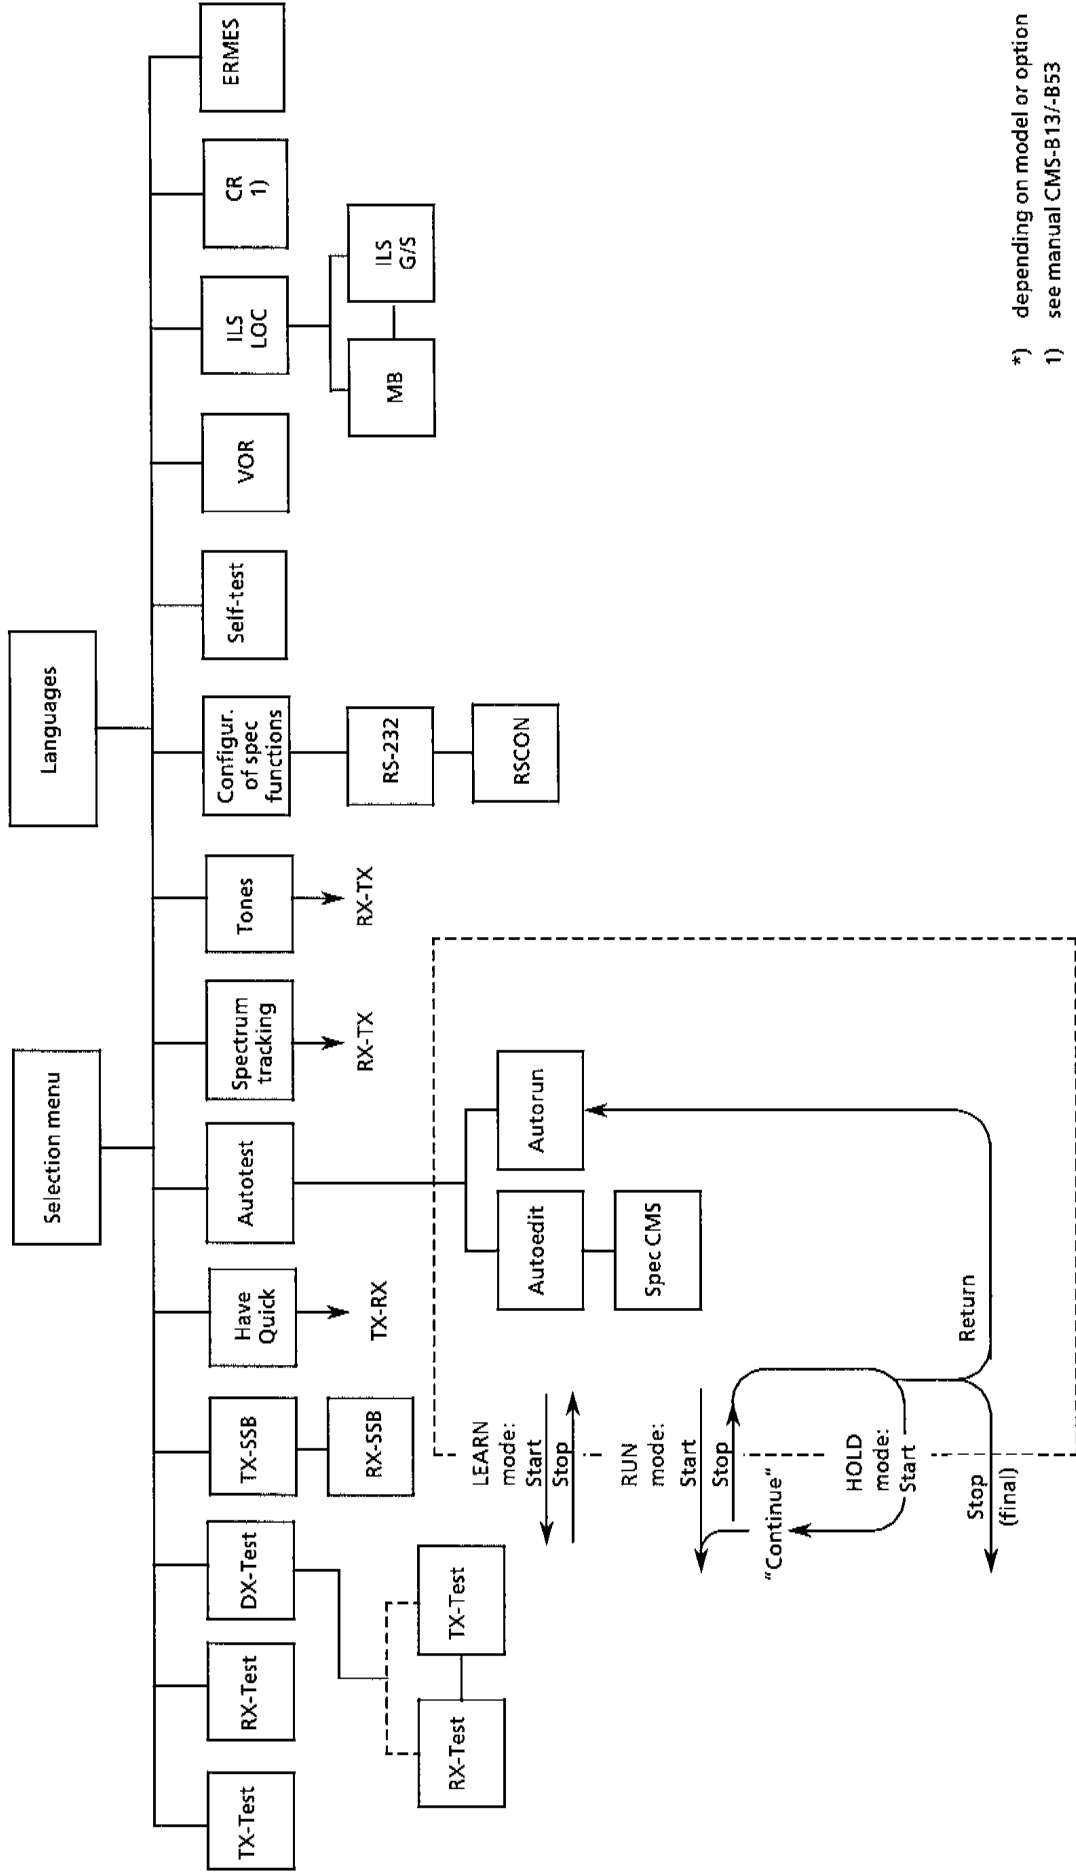 Selection menu
Languages
TX-Test
RX-Test
DX-Test
TX-SSB
Have
Quick
Autotest
Spectrum
tracking
Tones
Configur.
of spec
functions
Self-test
VOR
ILS
LOC
CR
1)
ERMES
RX-SSB
TX-RX
RX-TX
RX-TX
RS-232
RSCON
MB
ILS
G/S
RX-Test
TX-Test
Autoedit
Autorun
Spec CMS
LEARN
mode:
Start
Stop
RUN
mode:
Start
Stop
"Continue"
HOLD
mode:
Start
Return
Stop
(final)
*) depending on model or option
1) see manual CMS-B13/-B53